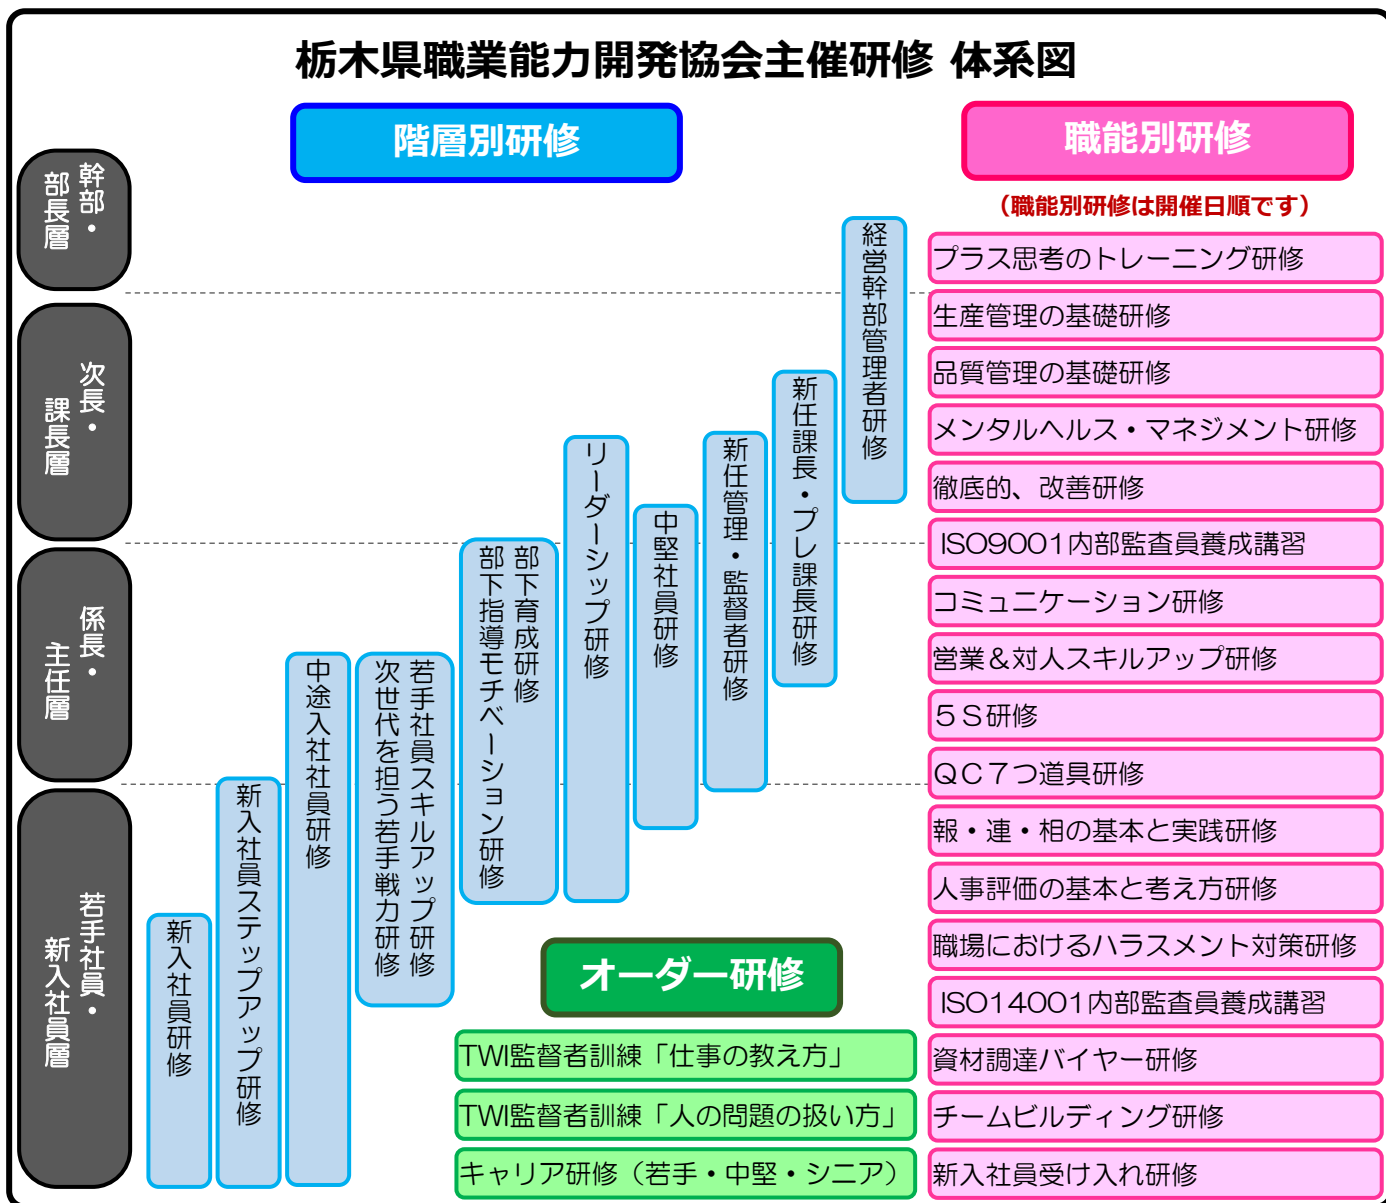 栃木県職業能力開発協会主催研修 体系図
階層別研修
幹部・
部長層
次長・
課長層
係長・
主任層
若手社員・
新入社員層
新入社員研修
新入社員ステップアップ研修
中途入社社員研修
若手社員スキルアップ研修
次世代を担う若手戦力研修
部下育成研修
部下指導モチベーション研修
リーダーシップ研修
中堅社員研修
新任管理・監督者研修
新任課長・プレ課長研修
経営幹部管理者研修
オーダー研修
TWI監督者訓練「仕事の教え方」
TWI監督者訓練「人の問題の扱い方」
キャリア研修（若手・中堅・シニア）
職能別研修
（職能別研修は開催日順です）
プラス思考のトレーニング研修
生産管理の基礎研修
品質管理の基礎研修
メンタルヘルス・マネジメント研修
徹底的、改善研修
ISO9001内部監査員養成講習
コミュニケーション研修
営業＆対人スキルアップ研修
５Ｓ研修
ＱＣ７つ道具研修
報・連・相の基本と実践研修
人事評価の基本と考え方研修
職場におけるハラスメント対策研修
ISO14001内部監査員養成講習
資材調達バイヤー研修
チームビルディング研修
新入社員受け入れ研修